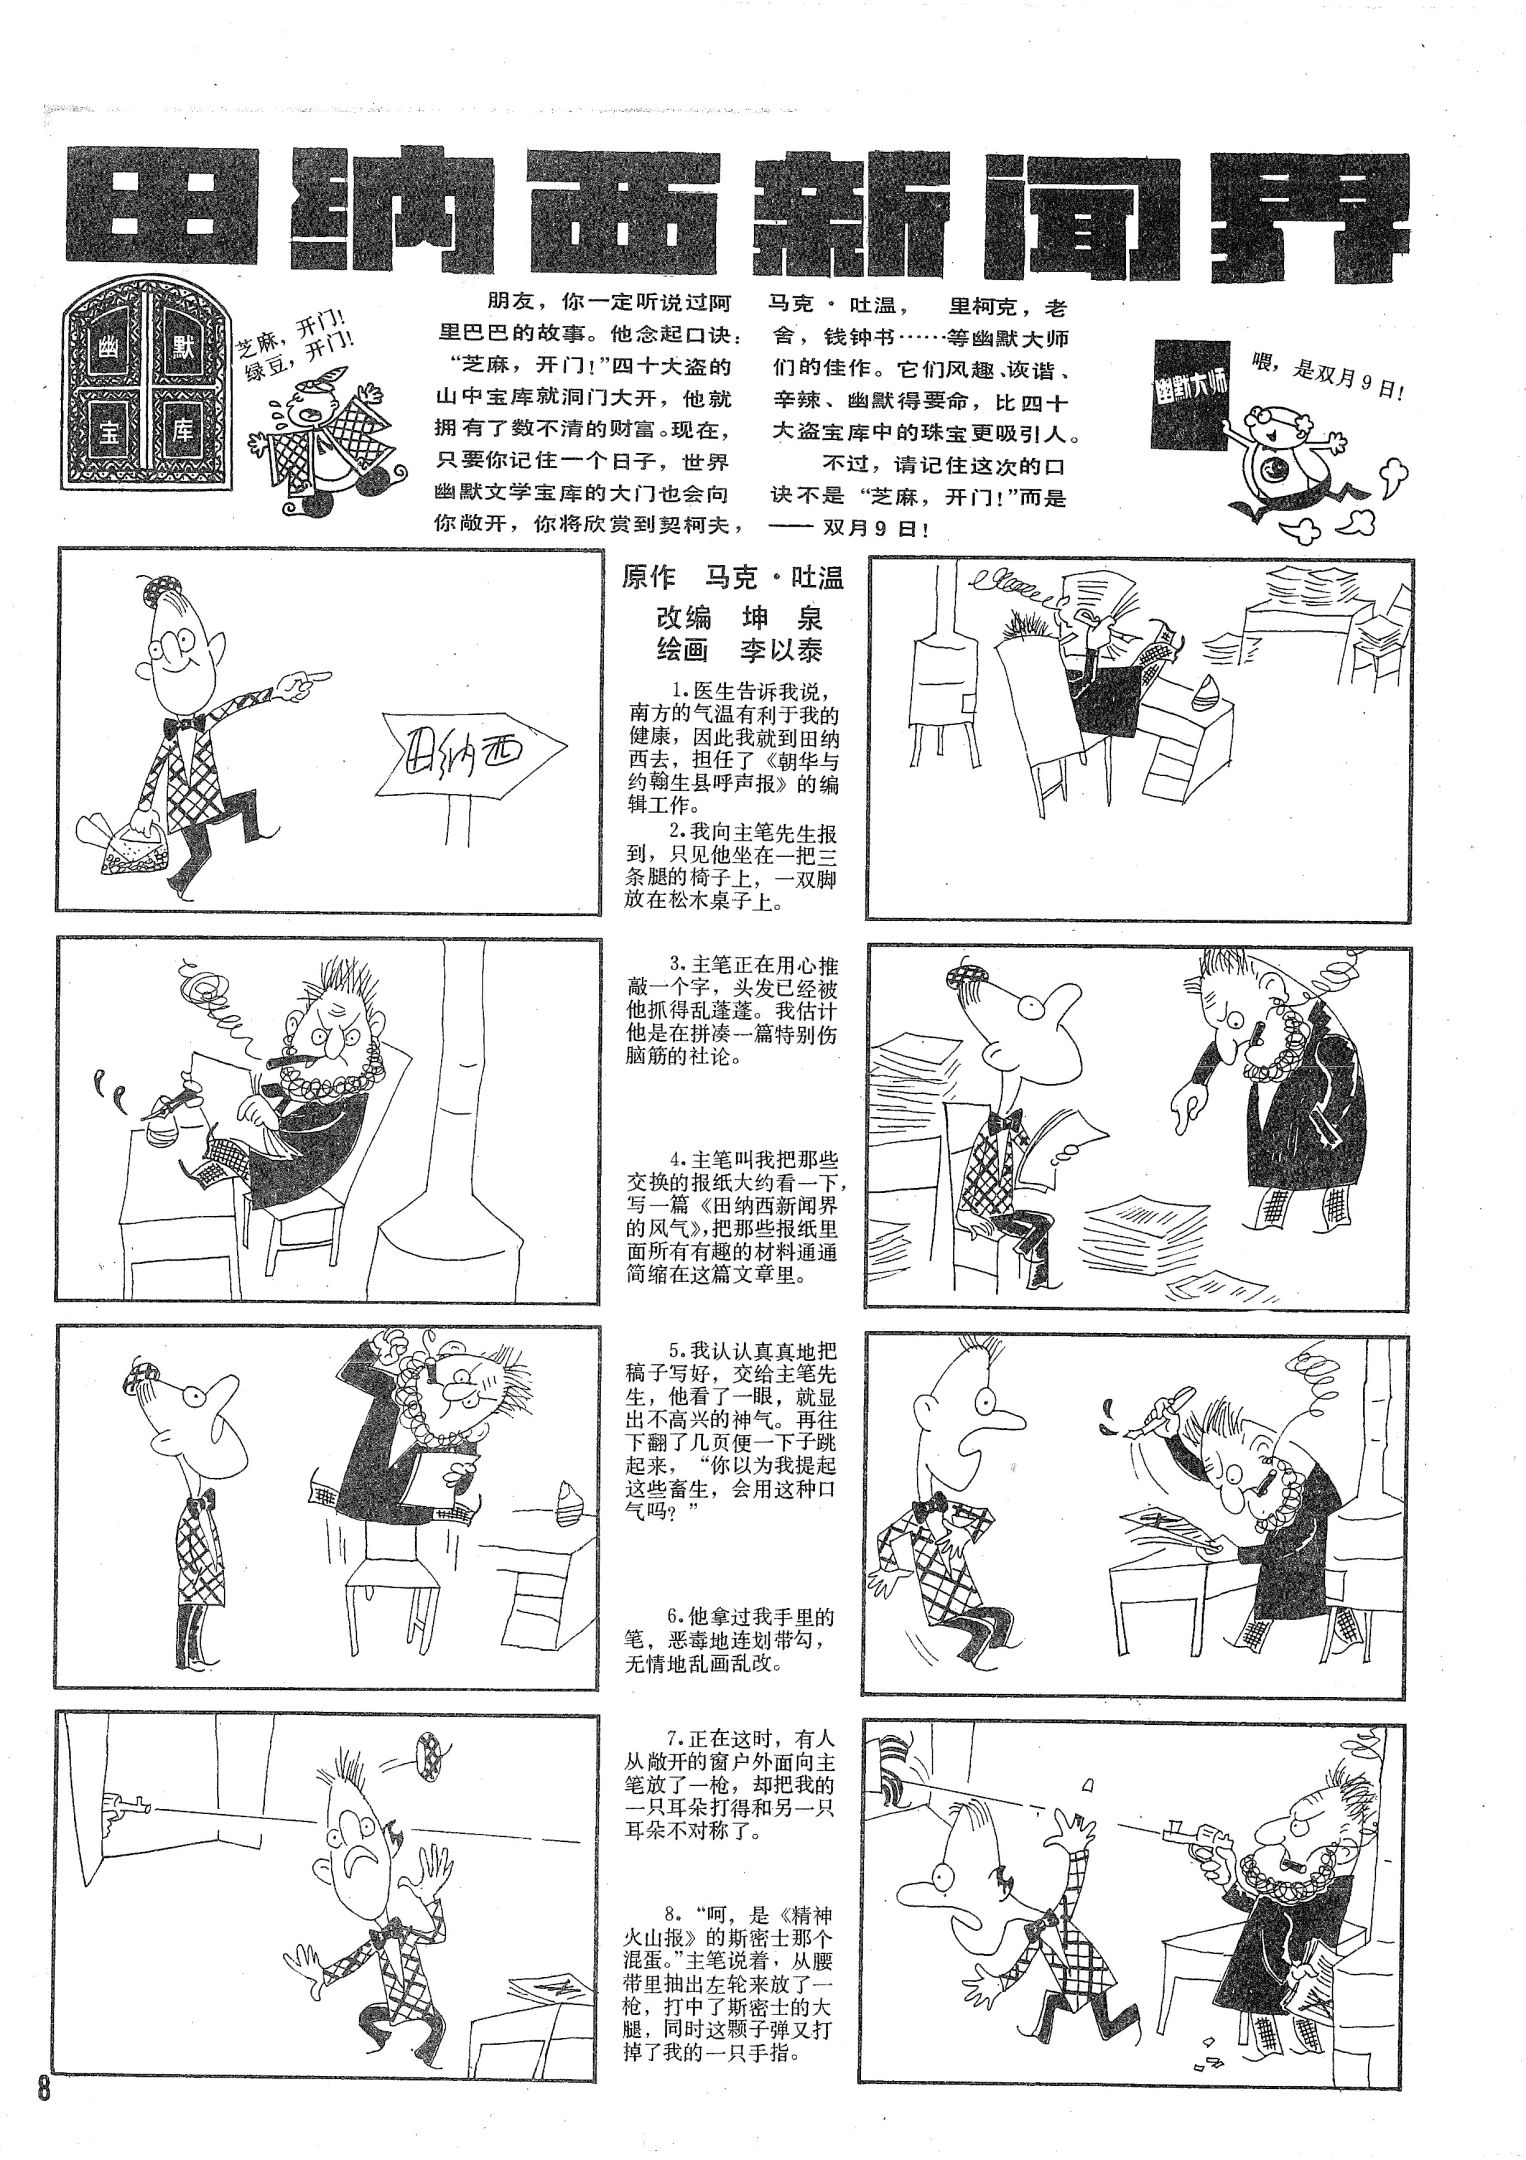 田纳西新闻界
幽默
宝库
芝麻，开门！
绿豆，开门！
朋友，你一定听说过阿
里巴巴的故事。他念起口诀：
“芝麻，开门！”四十大盗的
山中宝库就洞门大开，他就
拥有了数不清的财富。现在，
只要你记住一个日子，世界
幽默文学宝库的大门也会向
你敞开，你将欣赏到契柯夫，
马克·吐温， 里柯克，老
舍，钱钟书……等幽默大师
们的佳作。它们风趣、诙谐、
辛辣、幽默得要命，比四十
大盗宝库中的珠宝更吸引人。
不过，请记住这次的口
诀不是“芝麻，开门！”而是
——双月9日！
幽默大师
喂，是双月9日！
原作 马克·吐温
改编 坤 泉
绘画 李以泰
田纳西
1.医生告诉我说，
南方的气温有利于我的
健康，因此我就到田纳
西去，担任了《朝华与
约翰生县呼声报》的编
辑工作。
2.我向主笔先生报
到，只见他坐在一把三
条腿的椅子上，一双脚
放在松木桌子上。
3.主笔正在用心推
敲一个字，头发已经被
他抓得乱蓬蓬。我估计
他是在拼凑一篇特别伤
脑筋的社论。
4.主笔叫我把那些
交换的报纸大约看一下，
写一篇《田纳西新闻界
的风气》，把那些报纸里
面所有有趣的材料通通
简缩在这篇文章里。
5.我认认真真地把
稿子写好，交给主笔先
生，他看了一眼，就显
出不高兴的神气。再往
下翻了几页便一下子跳
起来，“你以为我提起
这些畜生，会用这种口
气吗？”
6.他拿过我手里的
笔，恶毒地连划带勾，
无情地乱画乱改。
7.正在这时，有人
从敞开的窗户外面向主
笔放了一枪，却把我的
一只耳朵打得和另一只
耳朵不对称了。
8.“呵，是《精神
火山报》的斯密士那个
混蛋。”主笔说着，从腰
带里抽出左轮来放了一
枪，打中了斯密士的大
腿，同时这颗子弹又打
掉了我的一只手指。
8